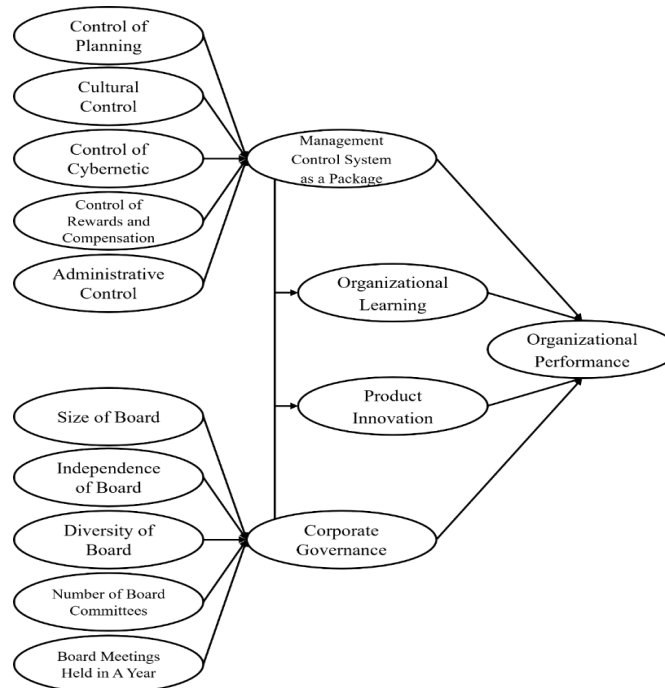 Control of
Planning
Cultural
Control
Control of
Cybernetic
Control of
Rewards and
Compensation
Administrative
Control
Management
Control System
as a Package
Organizational
Learning
Organizational
Performance
Product
Innovation
Size of Board
Independence
of Board
Diversity of
Board
Number of Board
Committees
Board Meetings
Held in A Year
Corporate
Governance